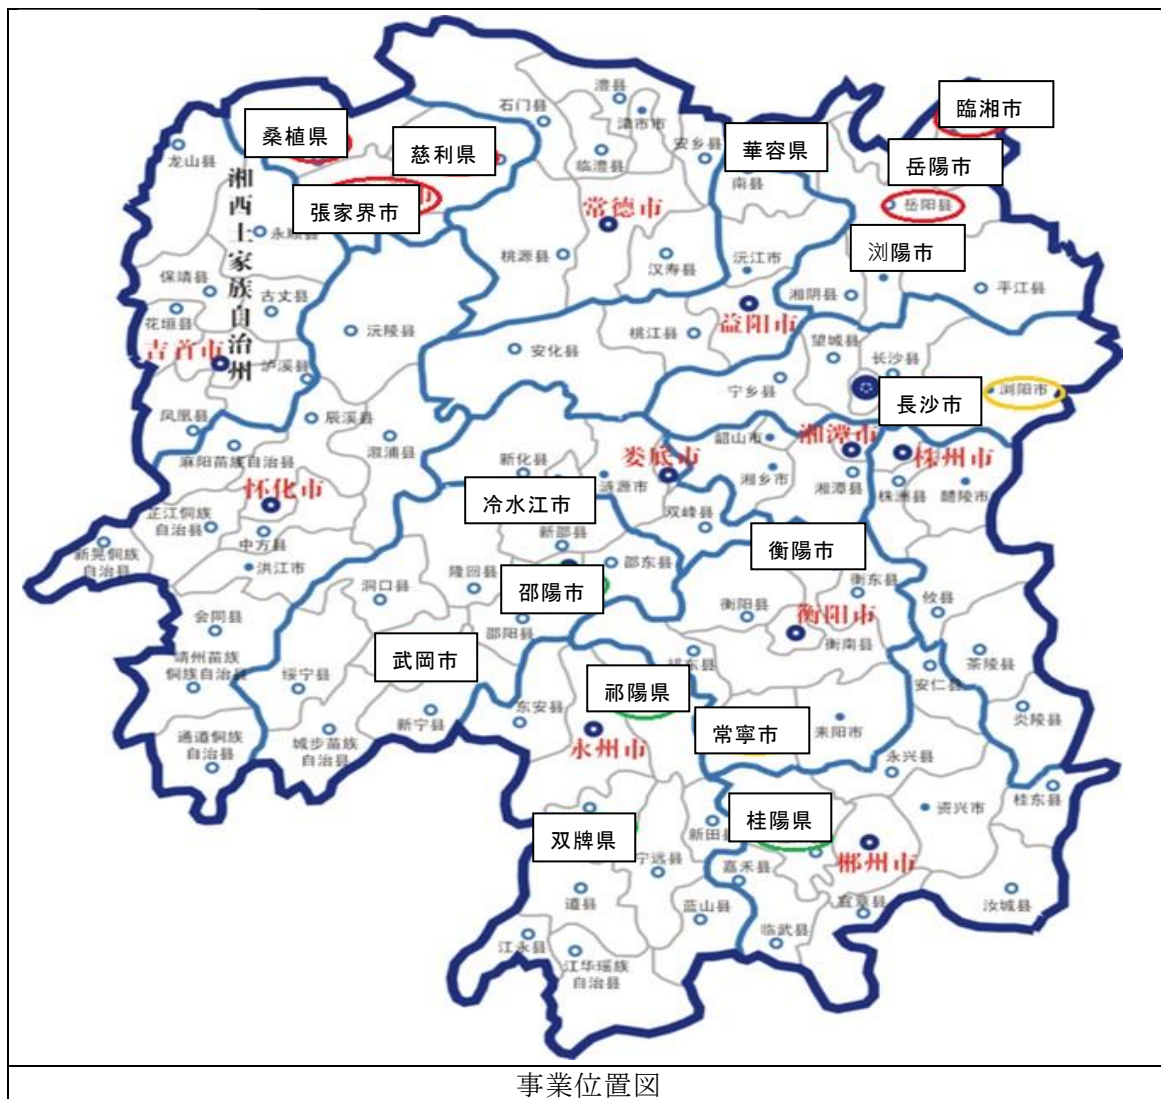 石门县
澧县
津市市
臨湘市
桑植県
慈利県
临澧县
安乡县
華容県
岳陽市
龙山县
張家界市
常德市
南县
岳阳县
湘西土家族自治州
永顺县
桃源县
汉寿县
沅江市
浏陽市
保靖县
古丈县
湘阴县
平江县
花垣县
沅陵县
桃江县
益阳市
望城县
长沙县
吉首市
泸溪县
安化县
宁乡县
長沙市
浏阳市
凤凰县
辰溪县
溆浦县
韶山市
湘潭市
株州市
麻阳苗族自治县
新化县
娄底市
涟源市
湘乡市
湘潭县
株洲县
醴陵市
怀化市
冷水江市
双峰县
芷江侗族
自治县
中方县
新邵县
衡陽市
新晃侗族
自治县
洪江市
洞口县
隆回县
邵陽市
邵东县
衡阳县
衡东县
攸县
会同县
邵阳县
衡阳市
衡南县
武岡市
茶陵县
靖州苗族
侗族自治县
绥宁县
祁陽県
安仁县
东安县
新宁县
常寧市
耒阳市
炎陵县
通道侗族
自治县
城步苗族
自治县
永州市
永兴县
双牌県
新田县
桂陽県
资兴市
桂东县
宁远县
嘉禾县
郴州市
道县
蓝山县
宜章县
汝城县
江永县
临武县
江华瑶族
自治县
事業位置図